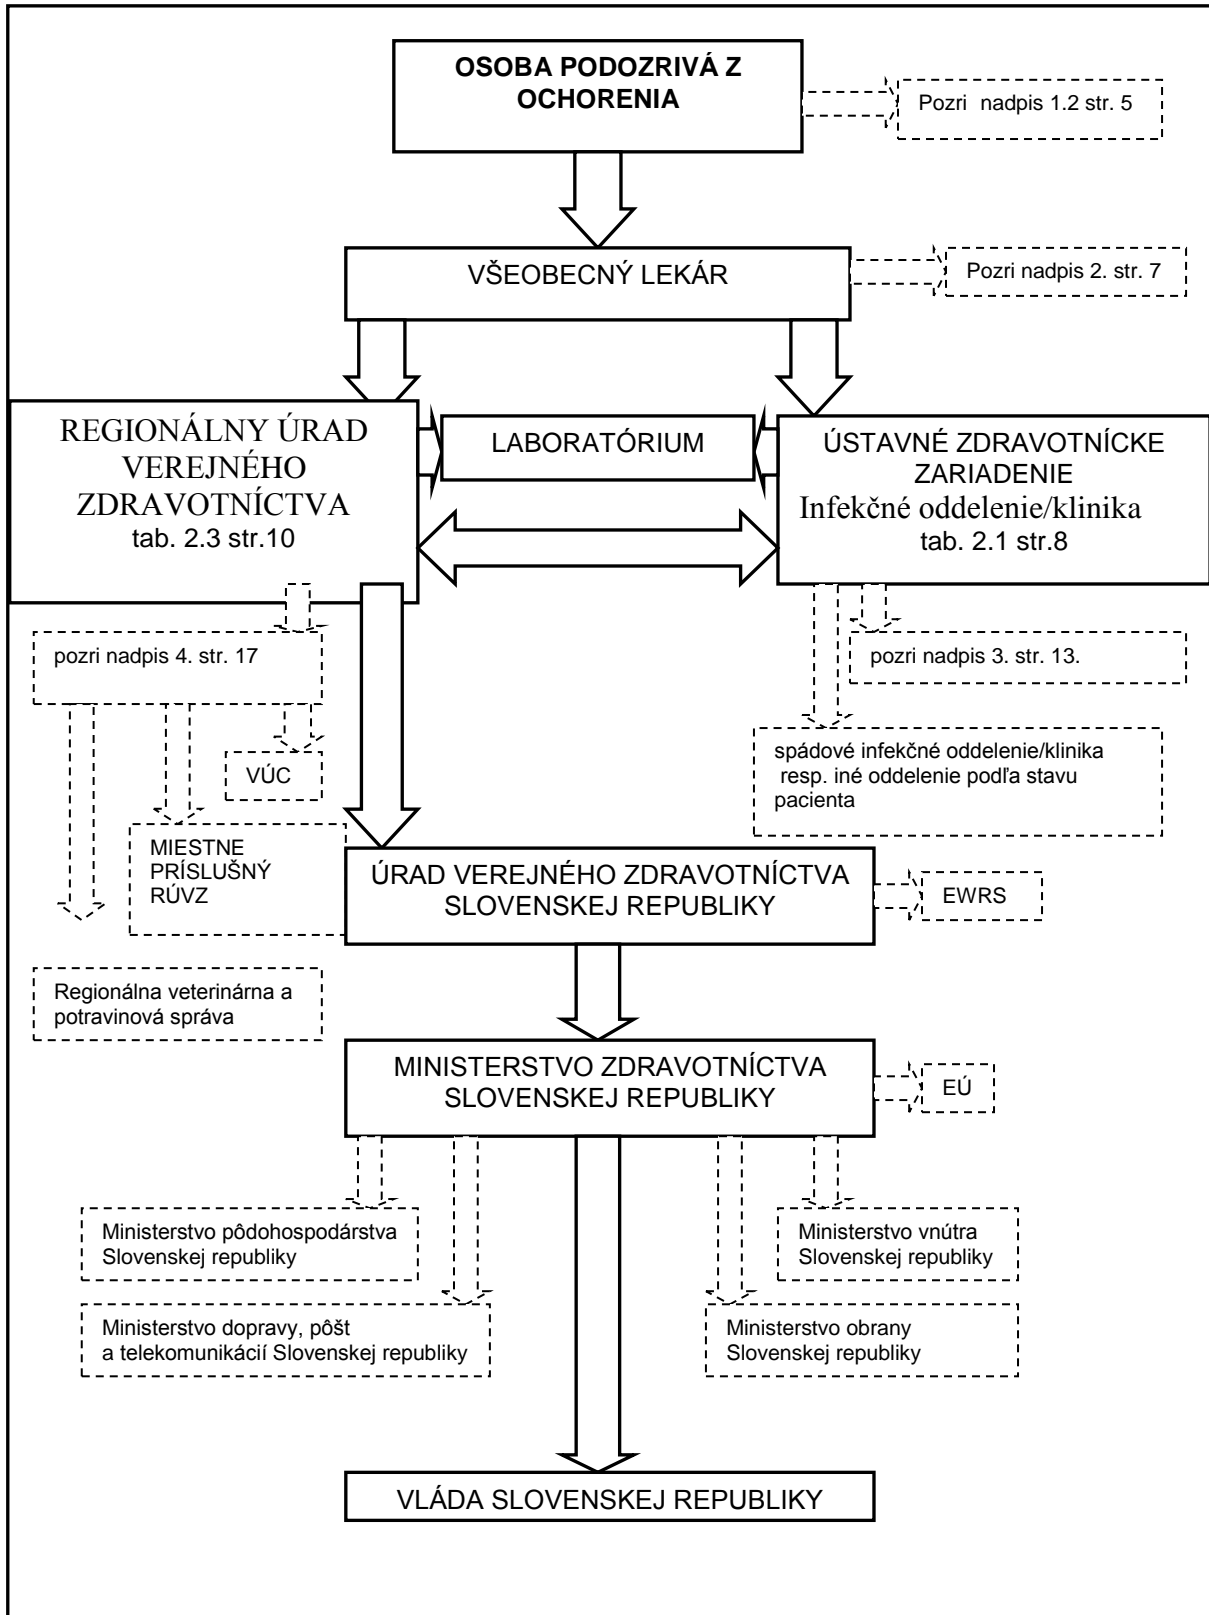 OSOBA PODOZRIVÁ Z
OCHORENIA
Pozri nadpis 1.2 str. 5
VŠEOBECNÝ LEKÁR
Pozri nadpis 2. str. 7
REGIONÁLNY ÚRAD
VEREJNÉHO
ZDRAVOTNÍCTVA
tab. 2.3 str.10
LABORATÓRIUM
ÚSTAVNÉ ZDRAVOTNÍCKE
ZARIADENIE
Infekčné oddelenie/klinika
tab. 2.1 str.8
pozri nadpis 4. str. 17
pozri nadpis 3. str. 13.
VÚC
spádové infekčné oddelenie/klinika
resp. iné oddelenie podľa stavu
pacienta
MIESTNE
PRÍSLUŠNÝ
RÚVZ
ÚRAD VEREJNÉHO ZDRAVOTNÍCTVA
SLOVENSKEJ REPUBLIKY
EWRS
Regionálna veterinárna a
potravinová správa
MINISTERSTVO ZDRAVOTNÍCTVA
SLOVENSKEJ REPUBLIKY
EÚ
Ministerstvo pôdohospodárstva
Slovenskej republiky
Ministerstvo vnútra
Slovenskej republiky
Ministerstvo dopravy, pôšt
a telekomunikácií Slovenskej republiky
Ministerstvo obrany
Slovenskej republiky
VLÁDA SLOVENSKEJ REPUBLIKY